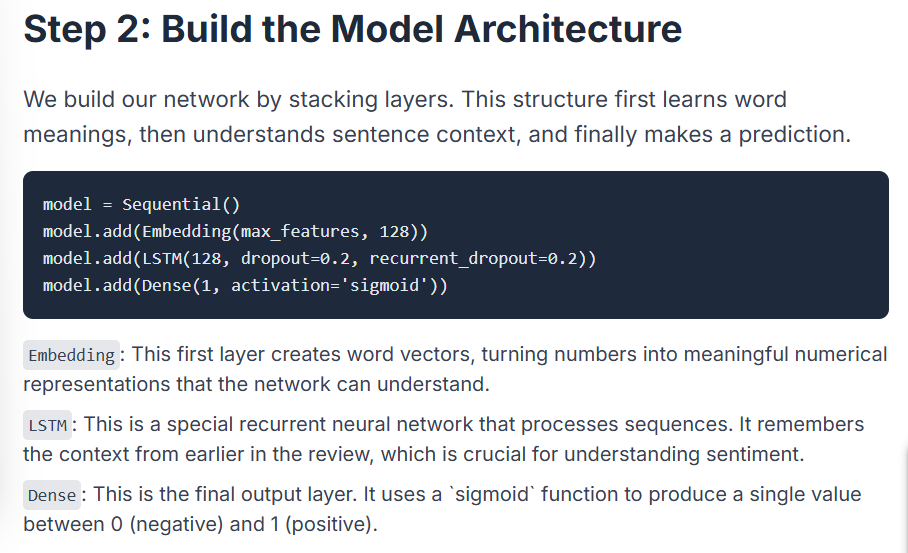 Step 2: Build the Model Architecture
We build our network by stacking layers. This structure first learns word
meanings, then understands sentence context, and finally makes a prediction.
model = Sequential()
model.add(Embedding(max_features, 128))
model.add(LSTM(128, dropout=0.2, recurrent_dropout=0.2))
model.add(Dense(1, activation='sigmoid'))
Embedding: This first layer creates word vectors, turning numbers into meaningful numerical
representations that the network can understand.
LSTM: This is a special recurrent neural network that processes sequences. It remembers
the context from earlier in the review, which is crucial for understanding sentiment.
Dense: This is the final output layer. It uses a `sigmoid` function to produce a single value
between 0 (negative) and 1 (positive).